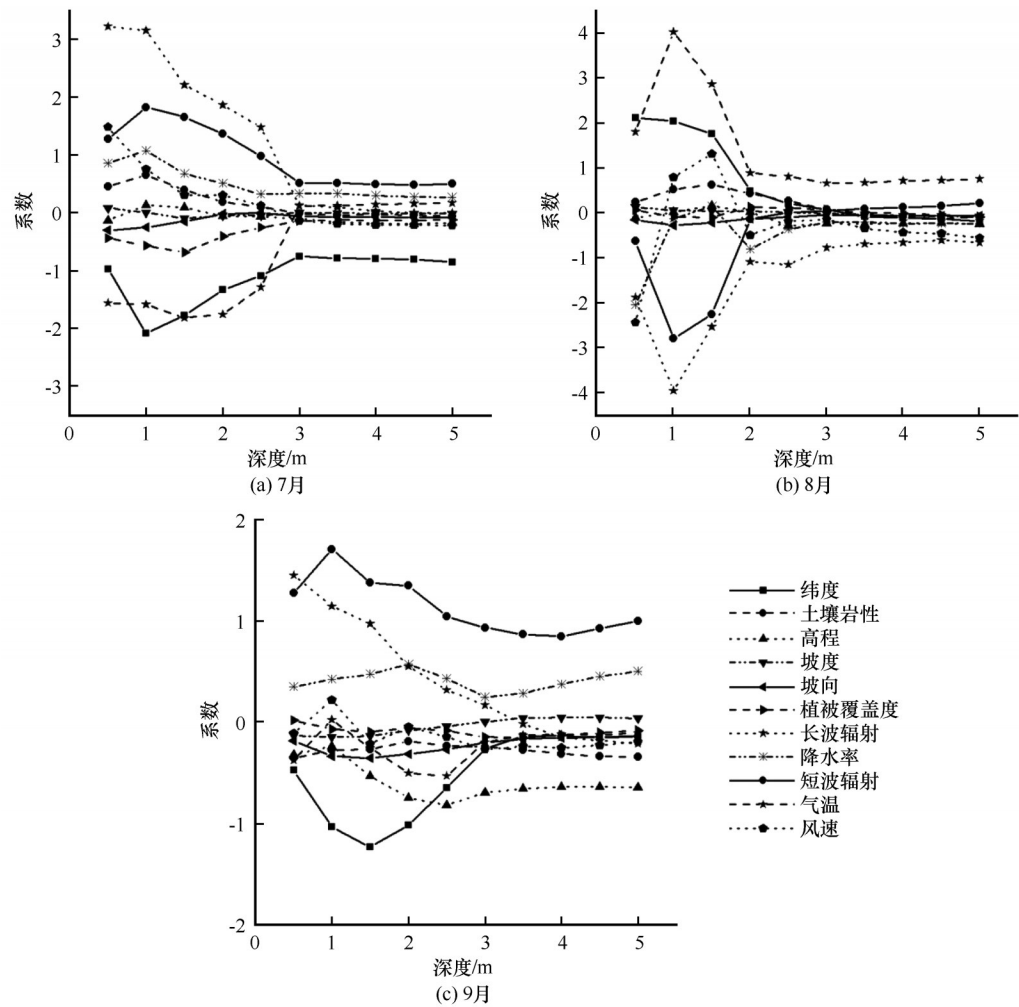 3
2
1
0
-1
-2
-3
系数
0
1
2
3
4
5
深度/m
(a) 7月
4
3
2
1
0
-1
-2
-3
-4
系数
0
1
2
3
4
5
深度/m
(b) 8月
2
1
0
-1
-2
系数
0
1
2
3
4
5
深度/m
(c) 9月
纬度
土壤岩性
高程
坡度
坡向
植被覆盖度
长波辐射
降水率
短波辐射
气温
风速